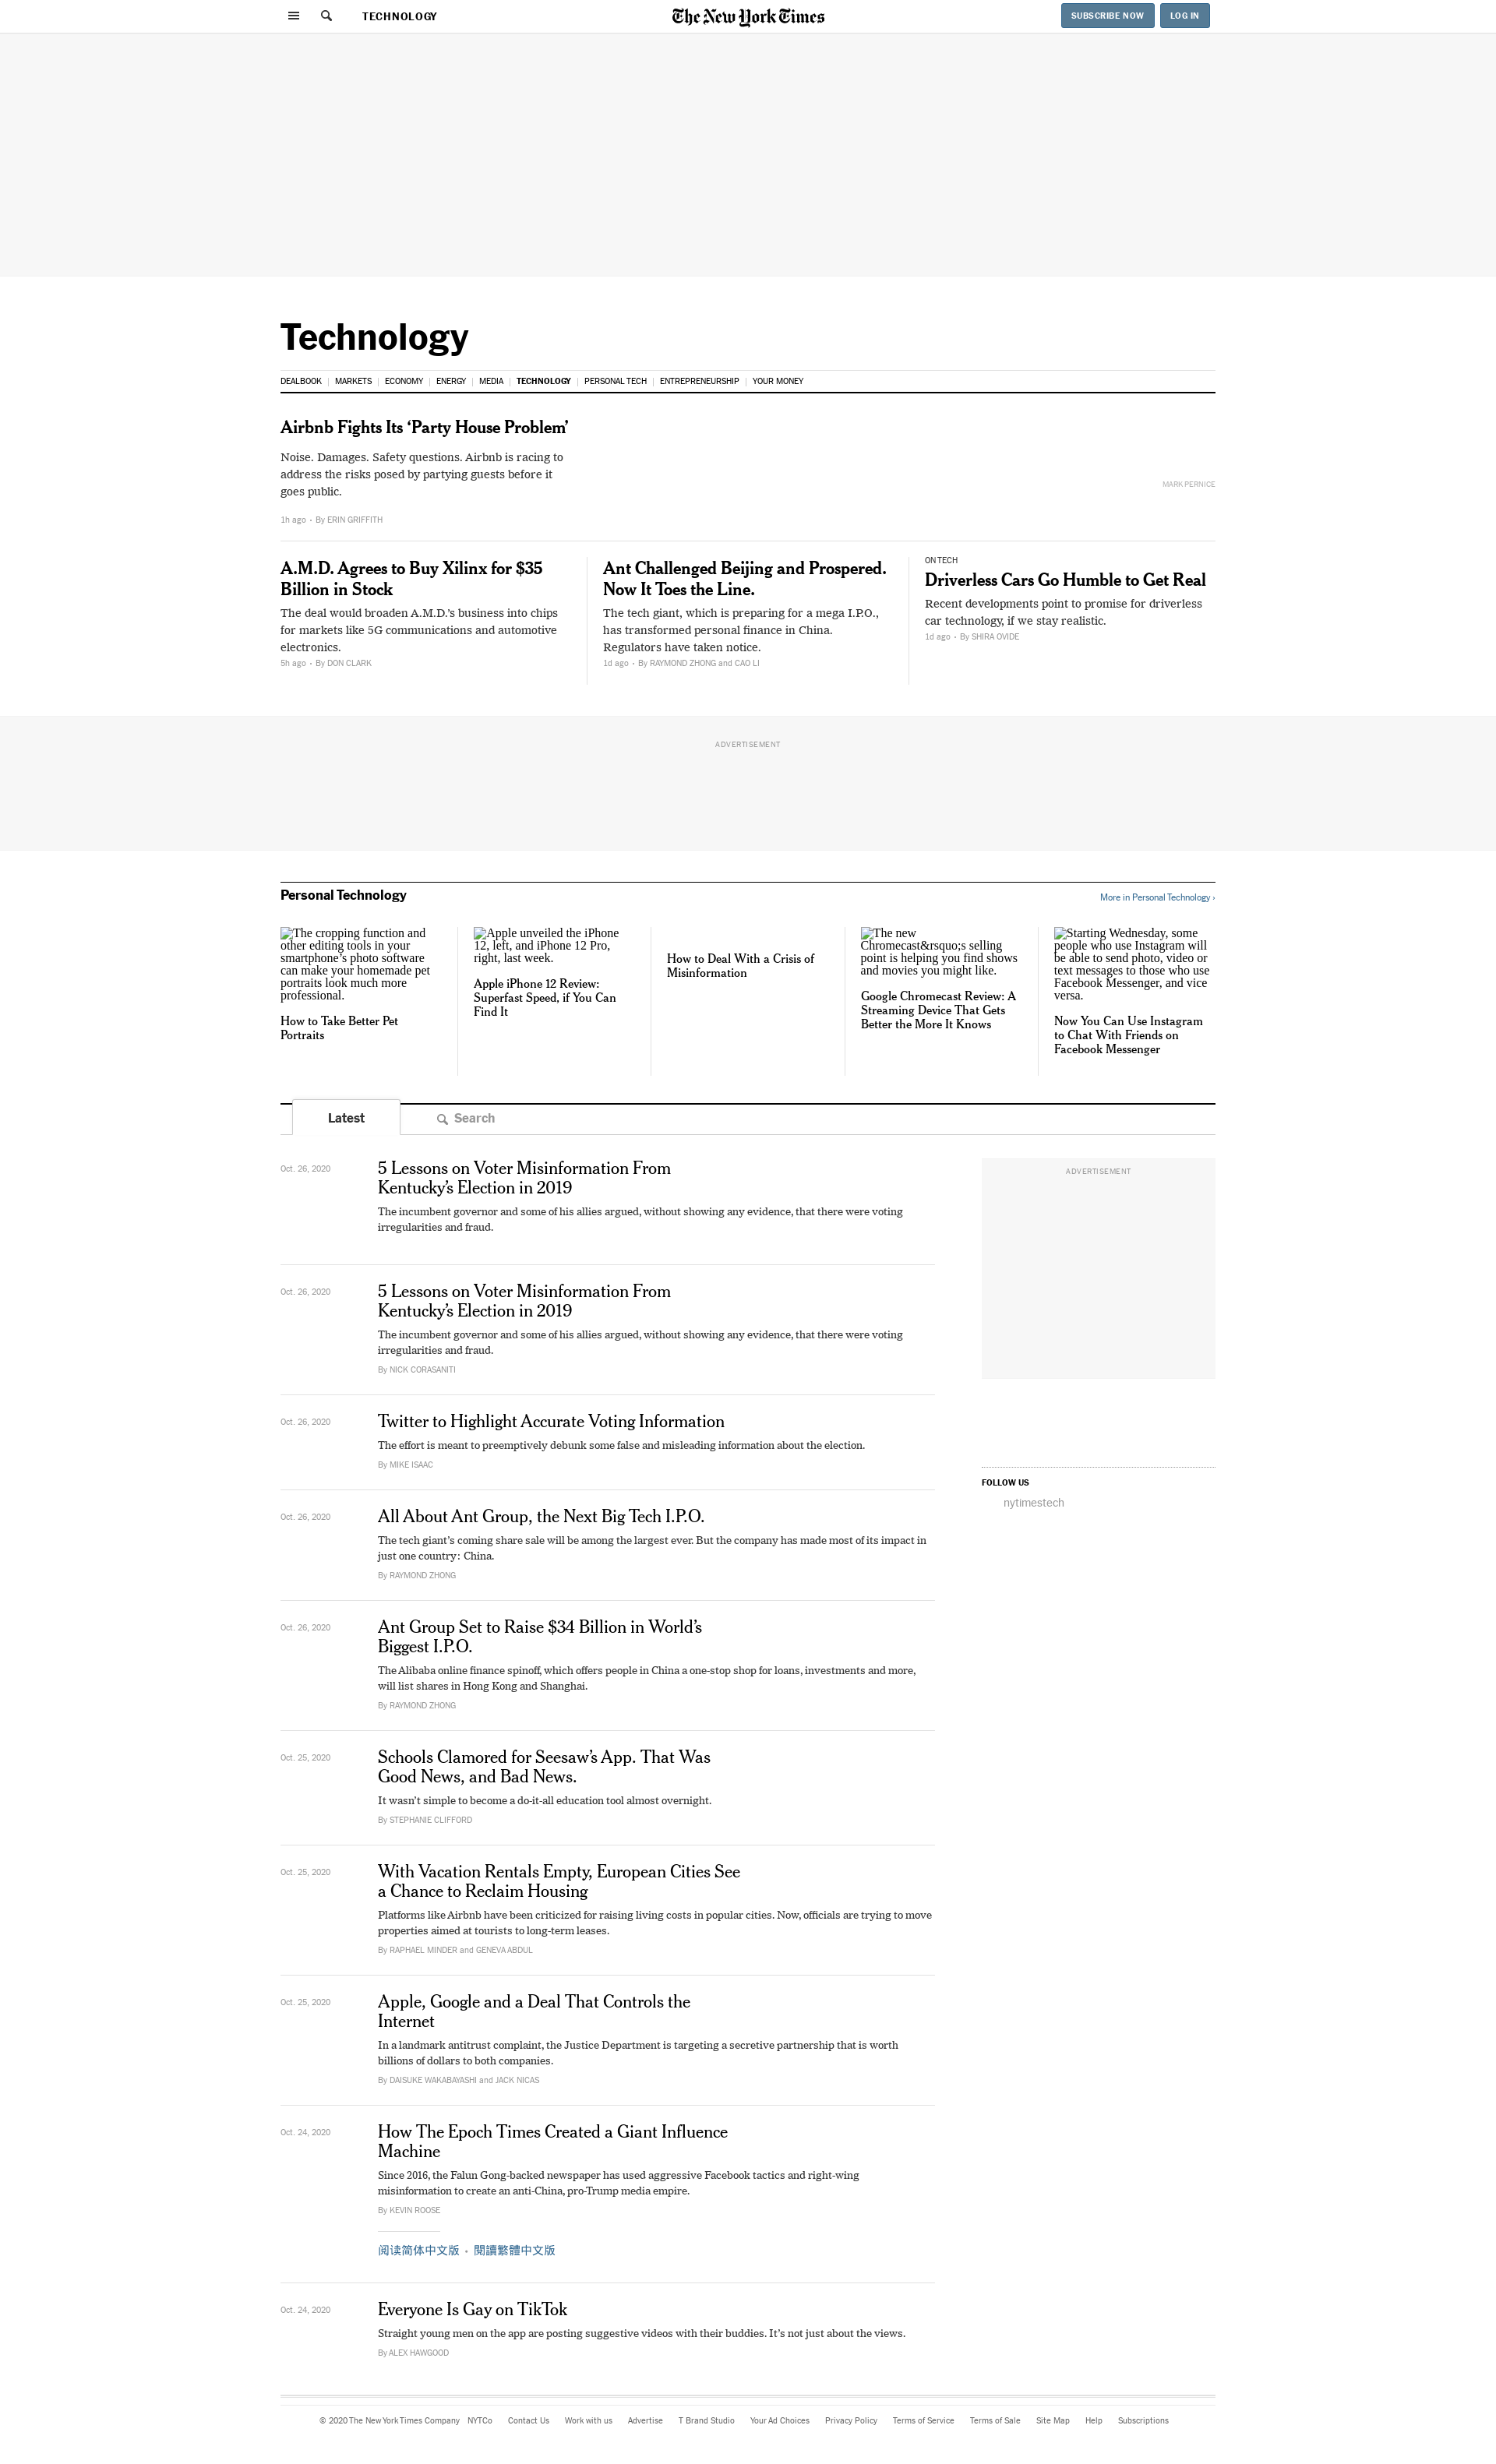 TECHNOLOGY
The New York Times
SUBSCRIBE NOW
LOG IN
Technology
DEALBOOK
MARKETS
ECONOMY
ENERGY
MEDIA
TECHNOLOGY
PERSONAL TECH
ENTREPRENEURSHIP
YOUR MONEY
Airbnb Fights Its ‘Party House Problem’
Noise. Damages. Safety questions. Airbnb is racing to
address the risks posed by partying guests before it
goes public.
1h ago • By ERIN GRIFFITH
MARK PERNICE
A.M.D. Agrees to Buy Xilinx for $35
Billion in Stock
The deal would broaden A.M.D.’s business into chips
for markets like 5G communications and automotive
electronics.
5h ago • By DON CLARK
Ant Challenged Beijing and Prospered.
Now It Toes the Line.
The tech giant, which is preparing for a mega I.P.O.,
has transformed personal finance in China.
Regulators have taken notice.
1d ago • By RAYMOND ZHONG and CAO LI
ON TECH
Driverless Cars Go Humble to Get Real
Recent developments point to promise for driverless
car technology, if we stay realistic.
1d ago • By SHIRA OVIDE
ADVERTISEMENT
Personal Technology
More in Personal Technology ›
The cropping function and
other editing tools in your
smartphone’s photo software
can make your homemade pet
portraits look much more
professional.
How to Take Better Pet
Portraits
Apple unveiled the iPhone
12, left, and iPhone 12 Pro,
right, last week.
Apple iPhone 12 Review:
Superfast Speed, if You Can
Find It
How to Deal With a Crisis of
Misinformation
The new
Chromecast&rsquo;s selling
point is helping you find shows
and movies you might like.
Google Chromecast Review: A
Streaming Device That Gets
Better the More It Knows
Starting Wednesday, some
people who use Instagram will
be able to send photo, video or
text messages to those who use
Facebook Messenger, and vice
versa.
Now You Can Use Instagram
to Chat With Friends on
Facebook Messenger
Latest
Search
Oct. 26, 2020
5 Lessons on Voter Misinformation From
Kentucky’s Election in 2019
The incumbent governor and some of his allies argued, without showing any evidence, that there were voting
irregularities and fraud.
Oct. 26, 2020
5 Lessons on Voter Misinformation From
Kentucky’s Election in 2019
The incumbent governor and some of his allies argued, without showing any evidence, that there were voting
irregularities and fraud.
By NICK CORASANITI
Oct. 26, 2020
Twitter to Highlight Accurate Voting Information
The effort is meant to preemptively debunk some false and misleading information about the election.
By MIKE ISAAC
Oct. 26, 2020
All About Ant Group, the Next Big Tech I.P.O.
The tech giant’s coming share sale will be among the largest ever. But the company has made most of its impact in
just one country: China.
By RAYMOND ZHONG
Oct. 26, 2020
Ant Group Set to Raise $34 Billion in World’s
Biggest I.P.O.
The Alibaba online finance spinoff, which offers people in China a one-stop shop for loans, investments and more,
will list shares in Hong Kong and Shanghai.
By RAYMOND ZHONG
Oct. 25, 2020
Schools Clamored for Seesaw’s App. That Was
Good News, and Bad News.
It wasn’t simple to become a do-it-all education tool almost overnight.
By STEPHANIE CLIFFORD
Oct. 25, 2020
With Vacation Rentals Empty, European Cities See
a Chance to Reclaim Housing
Platforms like Airbnb have been criticized for raising living costs in popular cities. Now, officials are trying to move
properties aimed at tourists to long-term leases.
By RAPHAEL MINDER and GENEVA ABDUL
Oct. 25, 2020
Apple, Google and a Deal That Controls the
Internet
In a landmark antitrust complaint, the Justice Department is targeting a secretive partnership that is worth
billions of dollars to both companies.
By DAISUKE WAKABAYASHI and JACK NICAS
Oct. 24, 2020
How The Epoch Times Created a Giant Influence
Machine
Since 2016, the Falun Gong-backed newspaper has used aggressive Facebook tactics and right-wing
misinformation to create an anti-China, pro-Trump media empire.
By KEVIN ROOSE
阅读简体中文版 • 閱讀繁體中文版
Oct. 24, 2020
Everyone Is Gay on TikTok
Straight young men on the app are posting suggestive videos with their buddies. It’s not just about the views.
By ALEX HAWGOOD
ADVERTISEMENT
FOLLOW US
nytimestech
© 2020 The New York Times Company
NYTCo
Contact Us
Work with us
Advertise
T Brand Studio
Your Ad Choices
Privacy Policy
Terms of Service
Terms of Sale
Site Map
Help
Subscriptions